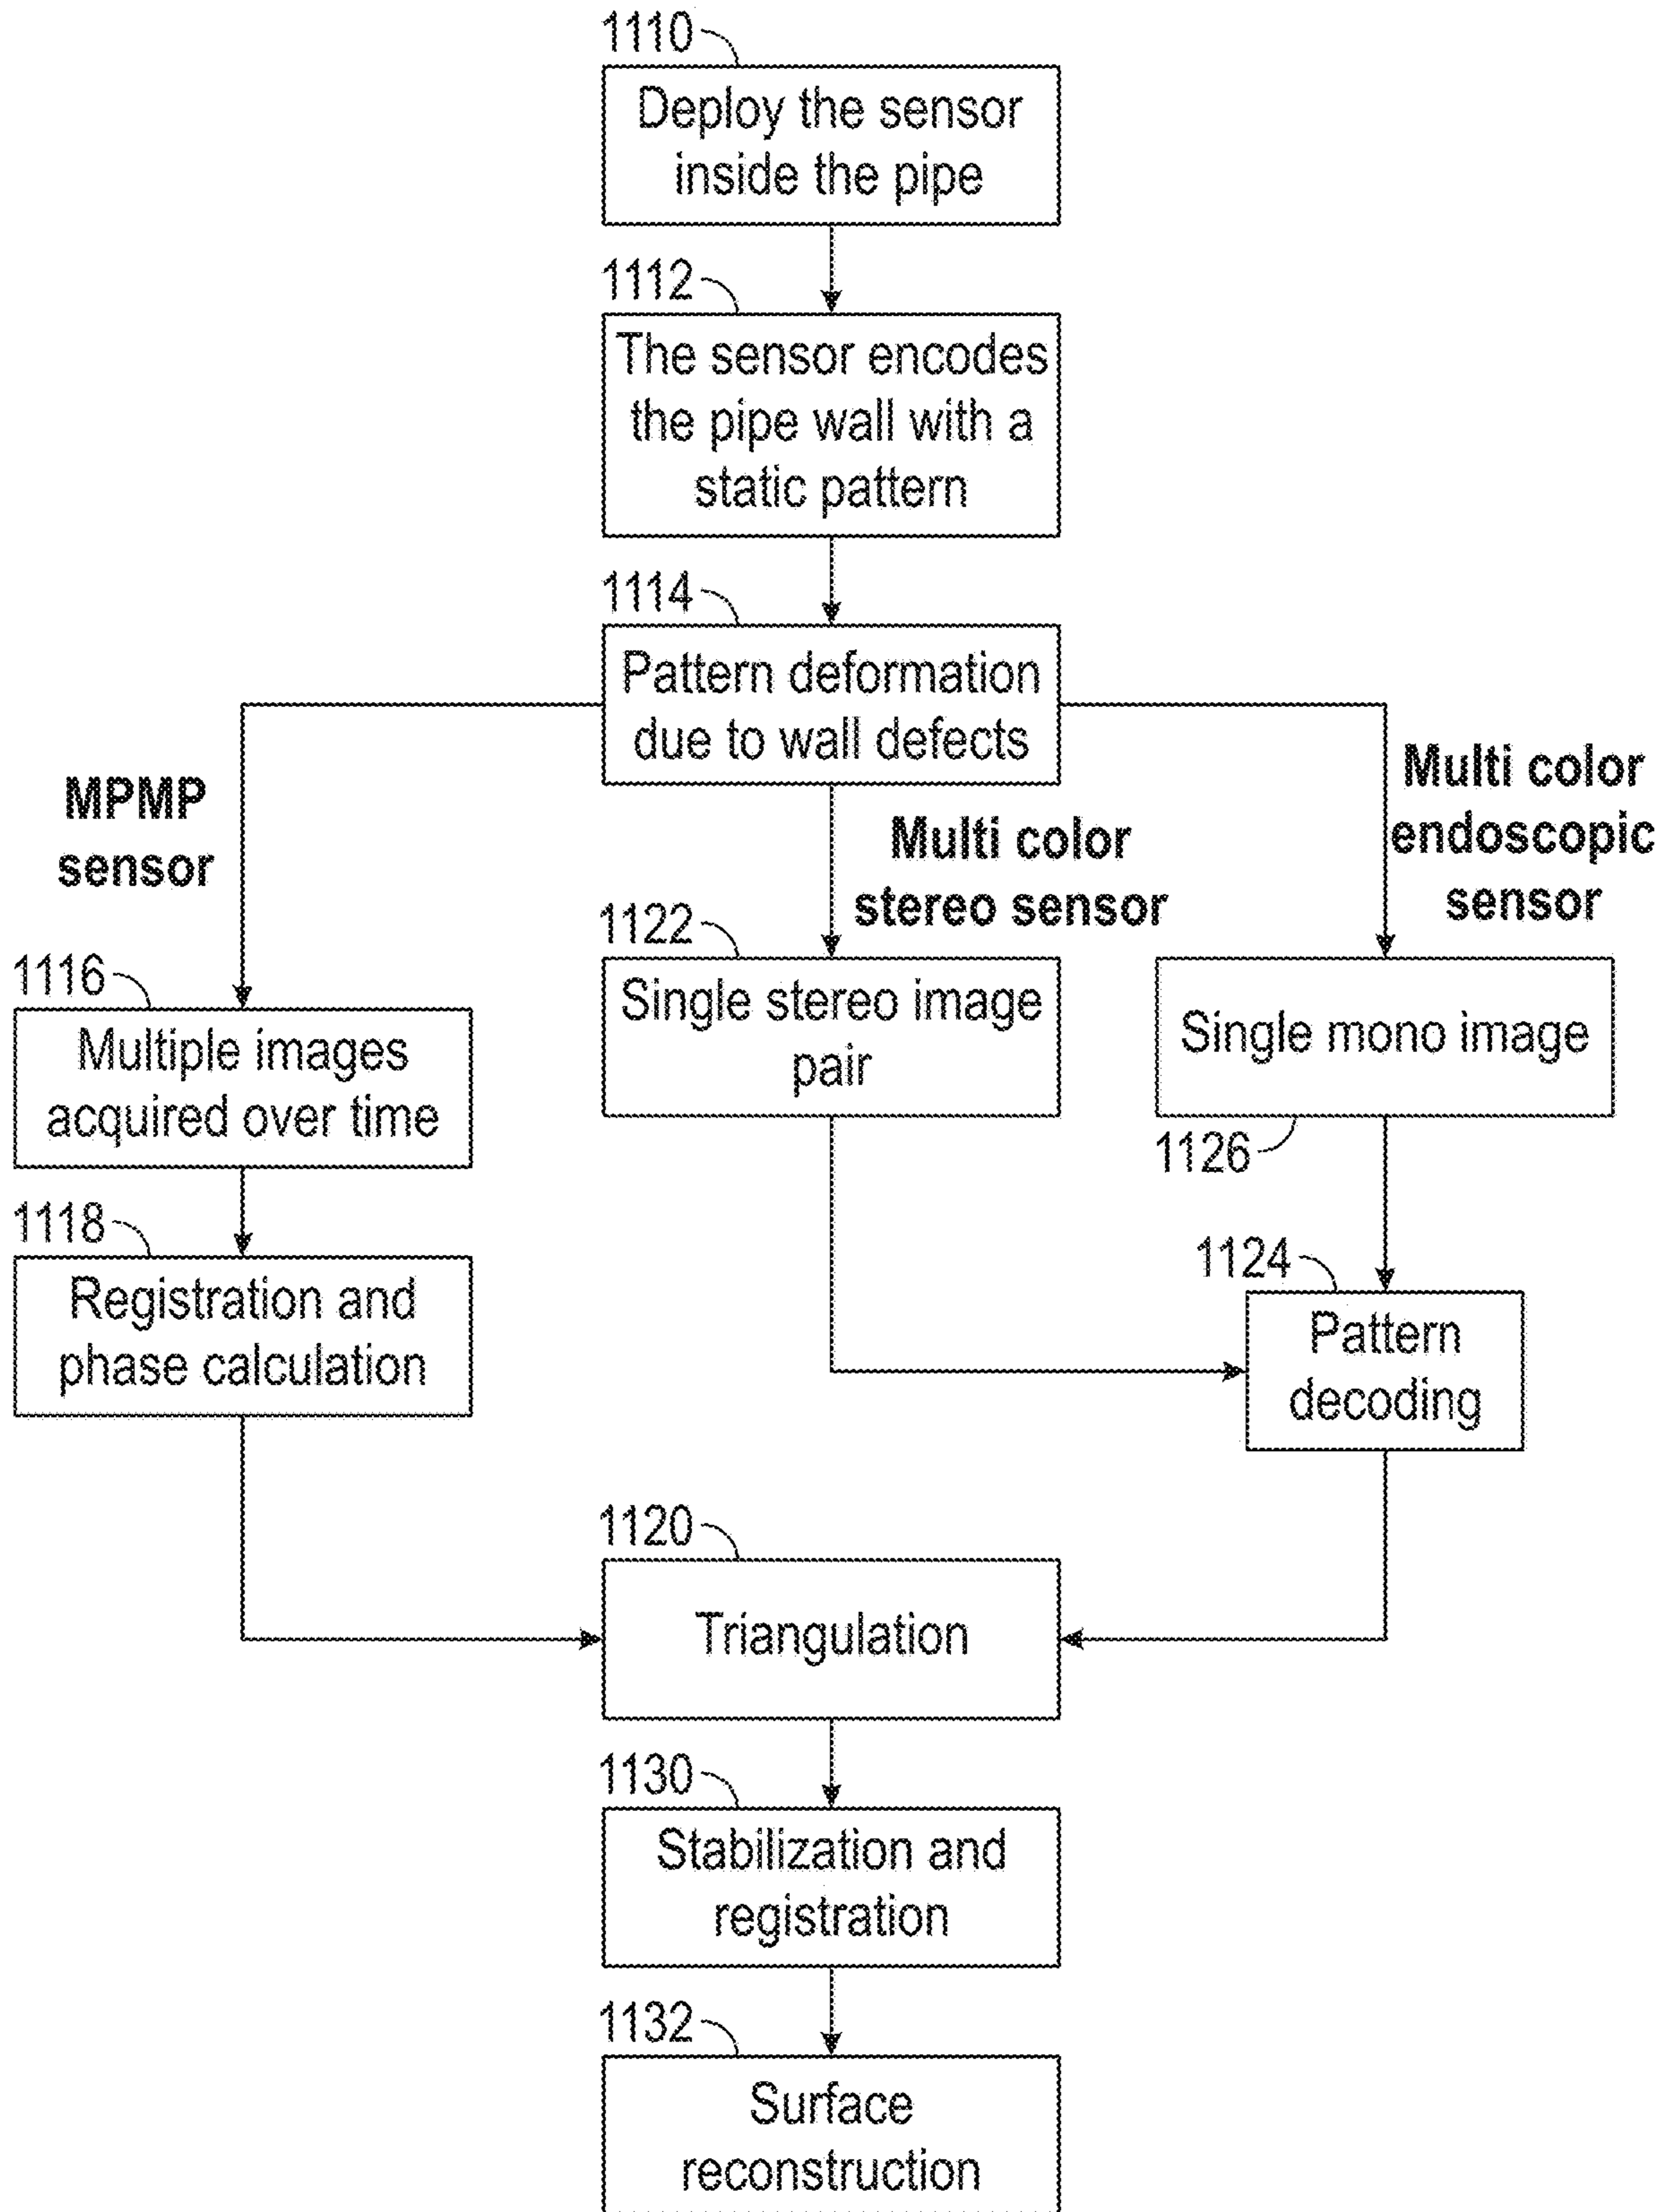 1110
Deploy the sensor
inside the pipe
1112
The sensor encodes
the pipe wall with a
static pattern
1114
Pattern deformation
due to wall defects
MPMP
sensor
Multi color
stereo sensor
Multi color
endoscopic
sensor
1116
Multiple images
acquired over time
1122
Single stereo image
pair
Single mono image
1126
1118
Registration and
phase calculation
1124
Pattern
decoding
1120
Triangulation
1130
Stabilization and
registration
1132
Surface
reconstruction